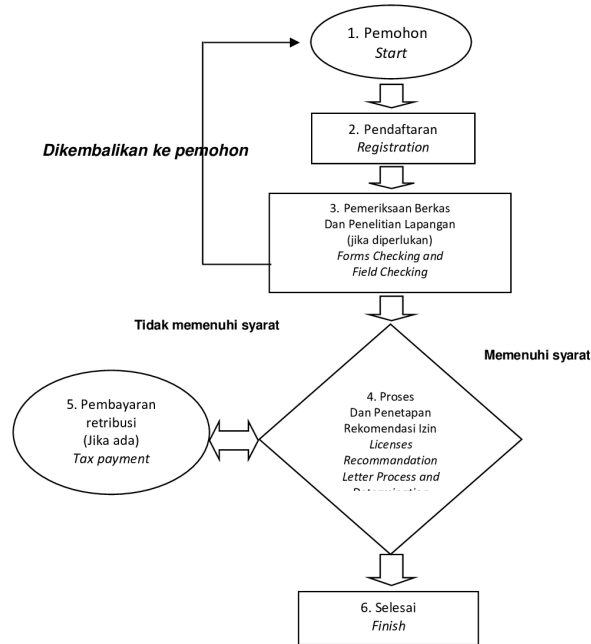 1. Pemohon
Start
2. Pendaftaran
Registration
Dikembalikan ke pemohon
3. Pemeriksaan Berkas
Dan Penelitian Lapangan
(jika diperlukan)
Forms Checking and
Field Checking
Tidak memenuhi syarat
Memenuhi syarat
4. Proses
Dan Penetapan
Rekomendasi Izin
Licenses
Recommandation
Letter Process and
5. Pembayaran
retribusi
(Jika ada)
Tax payment
6. Selesai
Finish